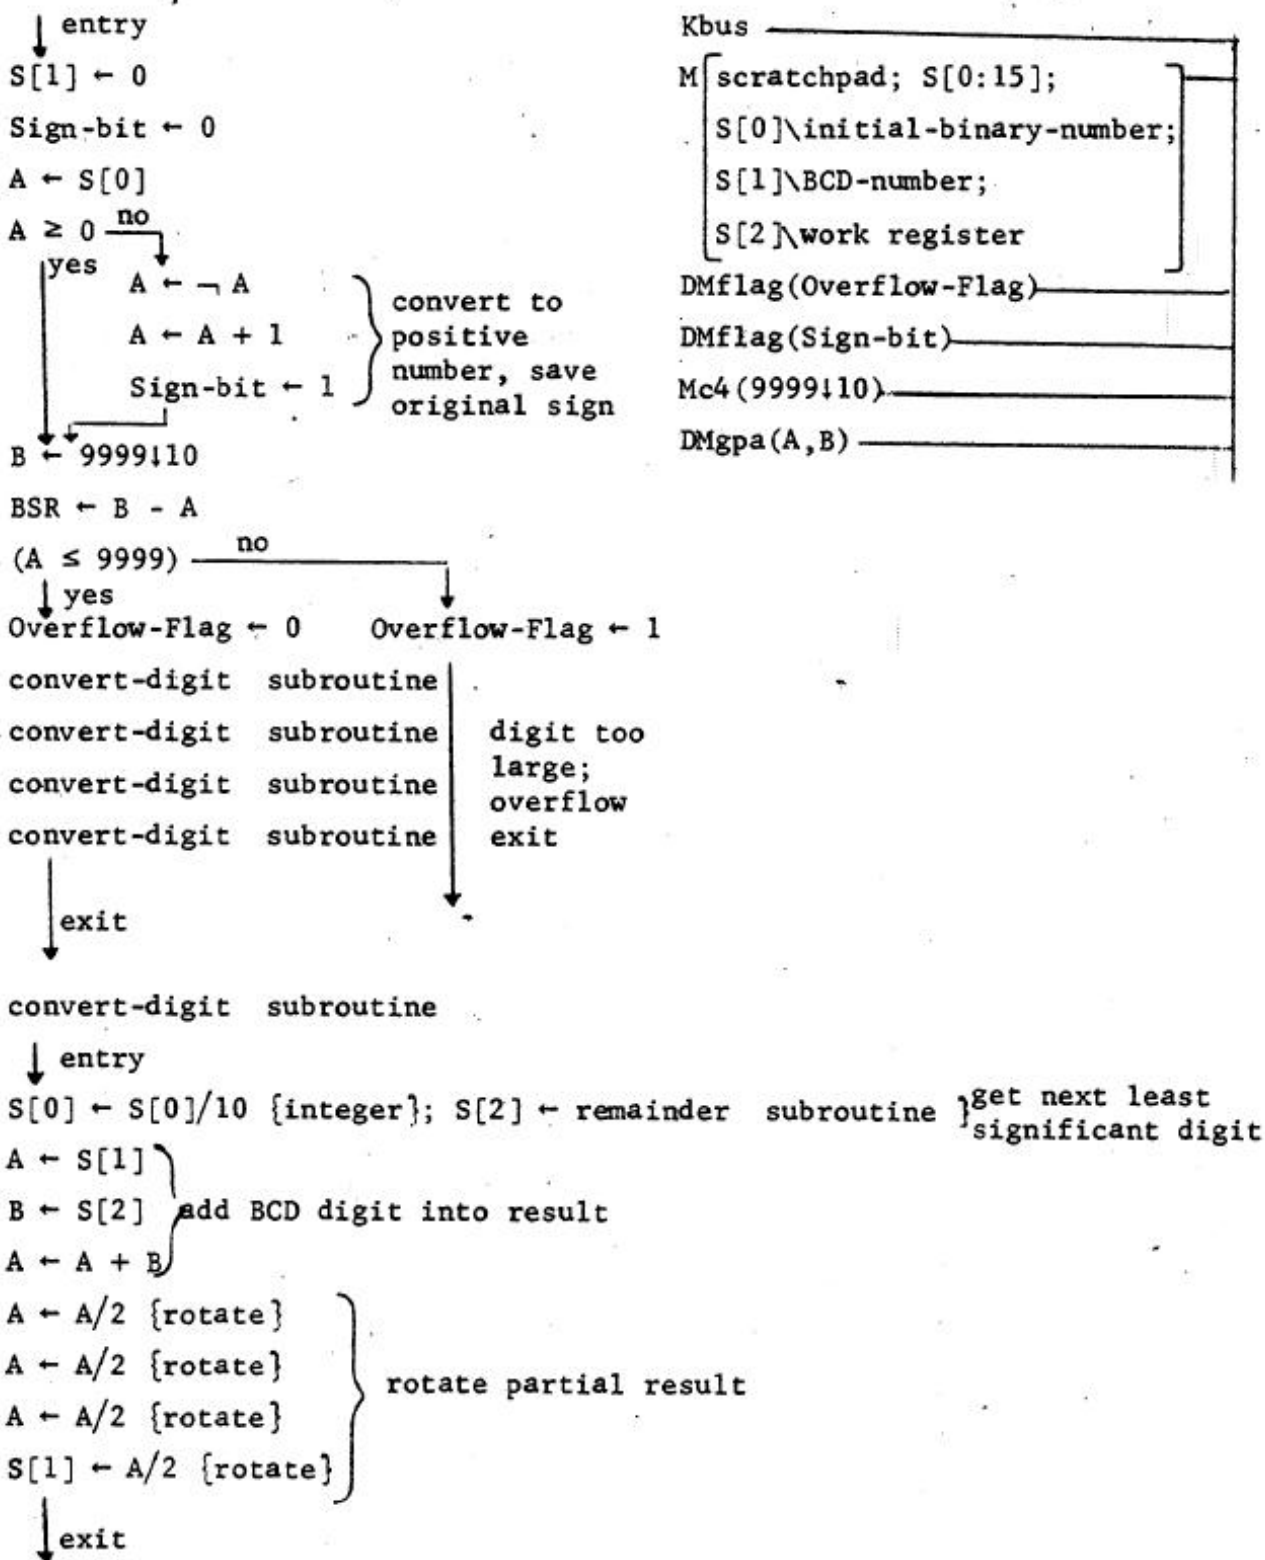 entry
S[1] ← 0
Sign-bit ← 0
A ← S[0]
A ≥ 0 no
yes
A ← ¬ A
A ← A + 1
Sign-bit ← 1
convert to
positive
number, save
original sign
B ← 9999↓10
BSR ← B - A
(A ≤ 9999) no
yes
Overflow-Flag ← 0 Overflow-Flag ← 1
convert-digit subroutine
convert-digit subroutine
convert-digit subroutine
convert-digit subroutine
digit too
large;
overflow
exit
exit
Kbus
M scratchpad; S[0:15];
S[0]\initial-binary-number;
S[1]\BCD-number;
S[2]\work register
DMflag(Overflow-Flag)
DMflag(Sign-bit)
Mc4(9999↓10)
DMgpa(A,B)
convert-digit subroutine
entry
S[0] ← S[0]/10 {integer}; S[2] ← remainder subroutine }get next least
significant digit
A ← S[1]
B ← S[2] add BCD digit into result
A ← A + B
A ← A/2 {rotate}
A ← A/2 {rotate}
A ← A/2 {rotate}
S[1] ← A/2 {rotate}
rotate partial result
exit